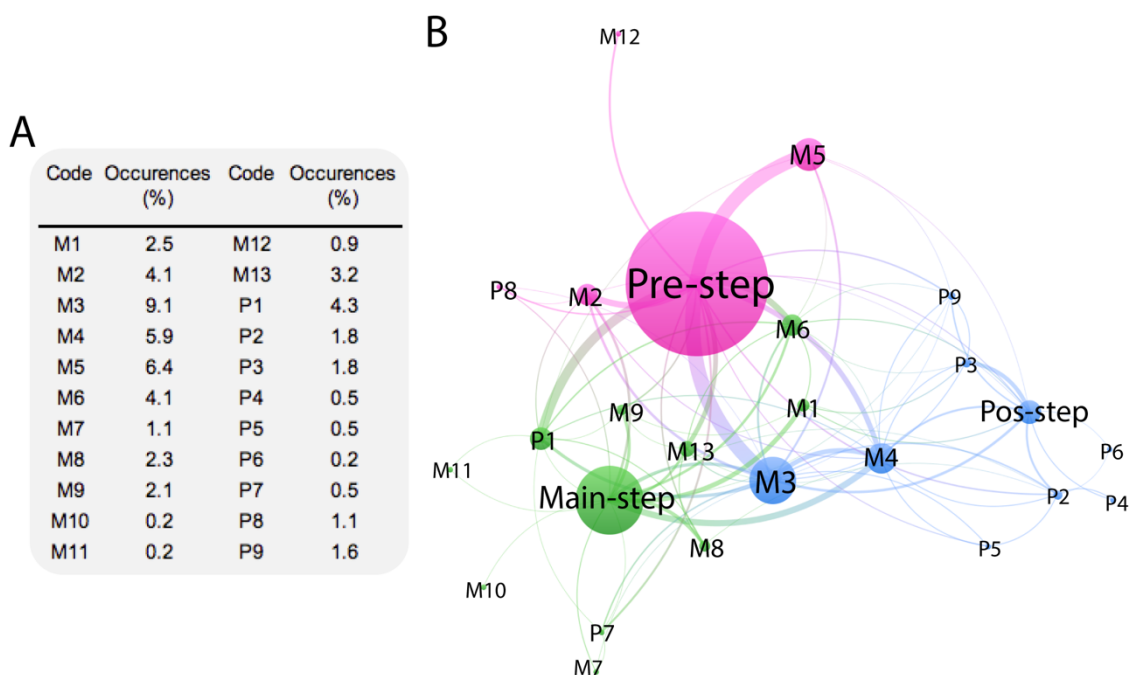 A
Code Occurences (%) Code Occurences (%)
M1 2.5 M12 0.9
M2 4.1 M13 3.2
M3 9.1 P1 4.3
M4 5.9 P2 1.8
M5 6.4 P3 1.8
M6 4.1 P4 0.5
M7 1.1 P5 0.5
M8 2.3 P6 0.2
M9 2.1 P7 0.5
M10 0.2 P8 1.1
M11 0.2 P9 1.6
B
M12
M5
Pre-step
P8
M2
P9
M6
P3
M9
M1
Pos-step
P1
M13
M4
P6
M11
M3
Main-step
P2
P4
M8
P5
M10
P7
M7